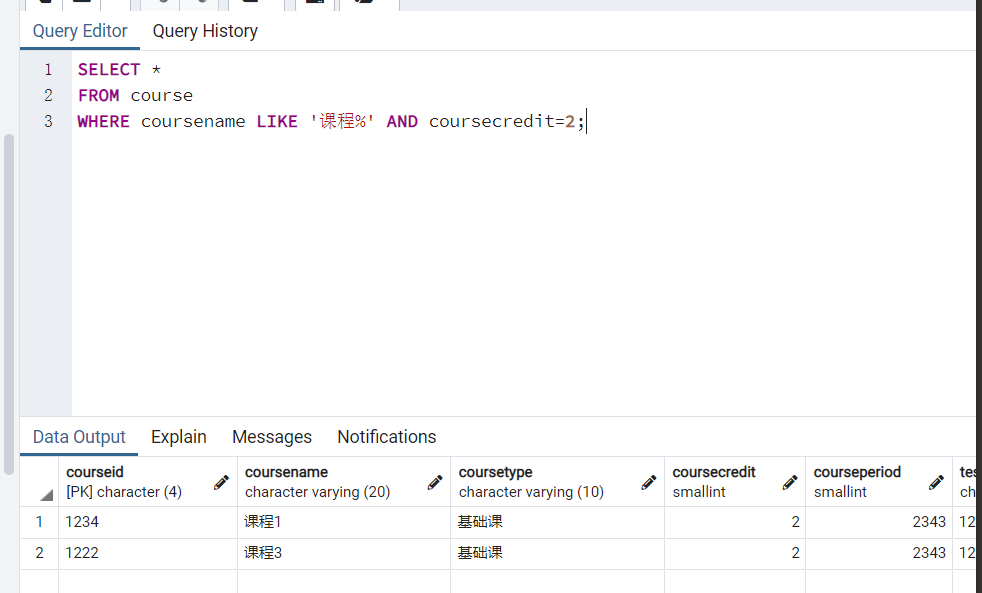 Query Editor Query History
1 SELECT *
2 FROM course
3 WHERE coursename LIKE '课程%' AND coursecredit=2;
Data Output Explain Messages Notifications
courseid coursename coursetype coursecredit courseperiod tes
[PK] character (4) character varying (20) character varying (10) smallint smallint ch
1 1234 课程1 基础课 2 2343 12
2 1222 课程3 基础课 2 2343 12